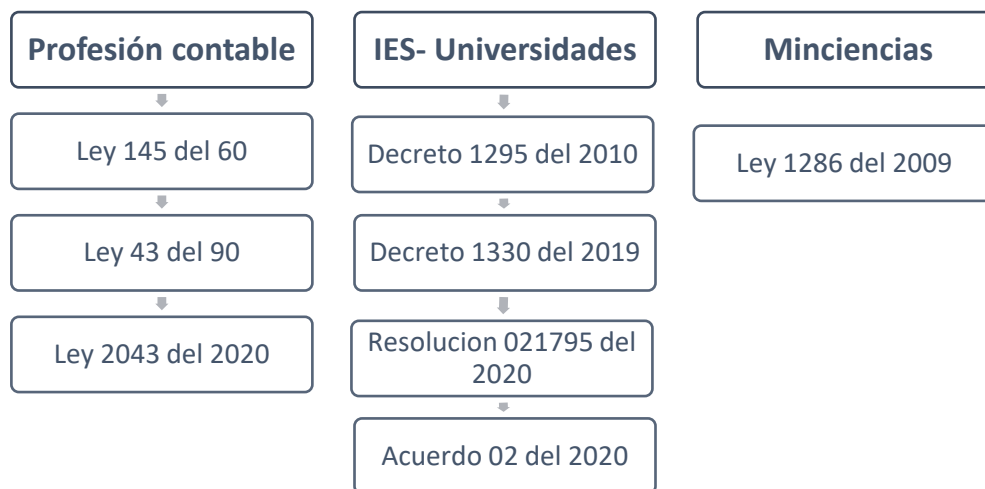 Profesión contable
Ley 145 del 60
Ley 43 del 90
Ley 2043 del 2020
IES- Universidades
Decreto 1295 del 2010
Decreto 1330 del 2019
Resolucion 021795 del
2020
Acuerdo 02 del 2020
Minciencias
Ley 1286 del 2009